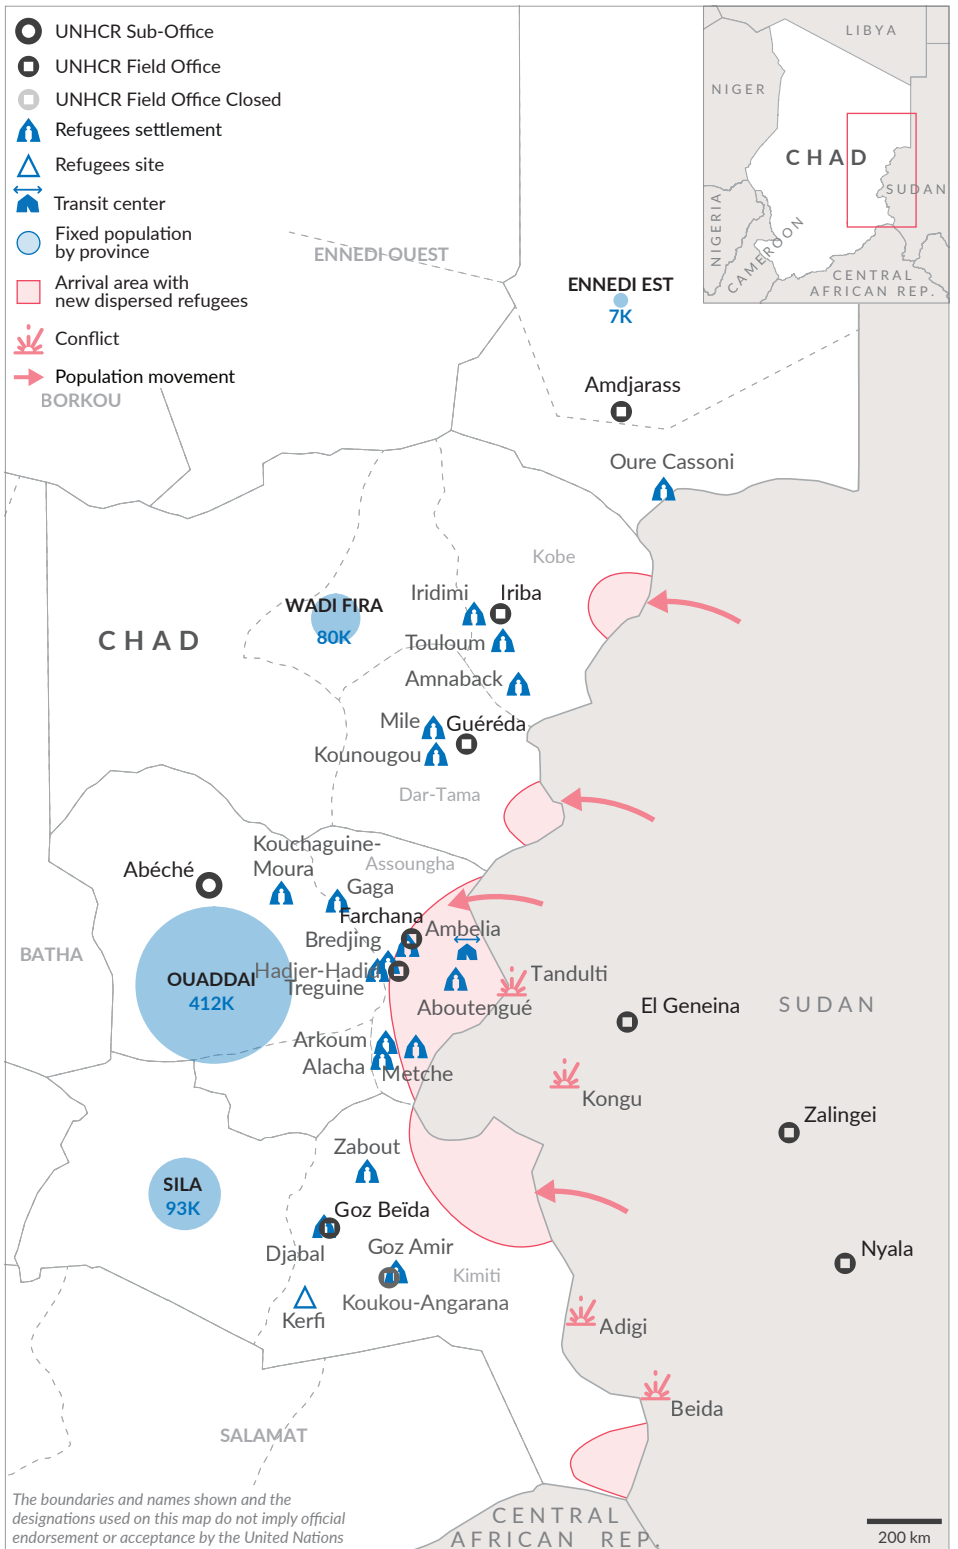 UNHCR Sub-Office
UNHCR Field Office
UNHCR Field Office Closed
Refugees settlement
Refugees site
Transit center
Fixed population
by province
Arrival area with
new dispersed refugees
Conflict
Population movement
LIBYA
NIGER
CHAD
SUDAN
NIGERIA
CAMEROON
CENTRAL
AFRICAN REP.
ENNEDI OUEST
ENNEDI EST
7K
BORKOU
Amdjarass
Oure Cassoni
Kobe
Iridimi
Iriba
WADI FIRA
80K
CHAD
Touloum
Amnaback
Mile
Guéréda
Kounougou
Dar-Tama
Kouchaguine-
Moura
Assoungha
Abéché
Gaga
Farchana
Ambelia
Bredjing
BATHA
Hadjer-Hadid
Treguine
OUADDAI
412K
Tandulti
Aboutengué
El Geneina
SUDAN
Arkoum
Alacha
Metche
Kongu
Zalingei
Zabout
SILA
93K
Goz Beïda
Djabal
Goz Amir
Kimiti
Nyala
Koukou-Angarana
Kerfi
Adigi
Beida
SALAMAT
The boundaries and names shown and the
designations used on this map do not imply official
endorsement or acceptance by the United Nations
CENTRAL
AFRICAN REP.
200 km